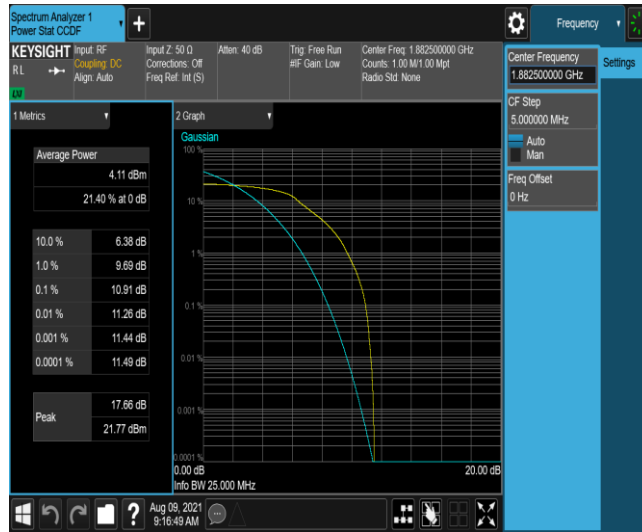 Spectrum Analyzer 1
Power Stat CCDF
Frequency
KEYSIGHT
RL
LXI
Input: RF
Coupling: DC
Align: Auto
Input Z: 50 Ω
Corrections: Off
Freq Ref: Int (S)
Atten: 40 dB
Trig: Free Run
#IF Gain: Low
Center Freq: 1.882500000 GHz
Counts: 1.00 M/1.00 Mpt
Radio Std: None
Center Frequency
1.882500000 GHz
Settings
CF Step
5.000000 MHz
Auto
Man
Freq Offset
0 Hz
1 Metrics
Average Power
4.11 dBm
21.40 % at 0 dB
10.0 % 6.38 dB
1.0 % 9.69 dB
0.1 % 10.91 dB
0.01 % 11.26 dB
0.001 % 11.44 dB
0.0001 % 11.49 dB
Peak
17.66 dB
21.77 dBm
2 Graph
Gaussian
100 %
10 %
1 %
0.1 %
0.01 %
0.001 %
0.0001 %
0.00 dB 20.00 dB
Info BW 25.000 MHz
Aug 09, 2021
9:16:49 AM